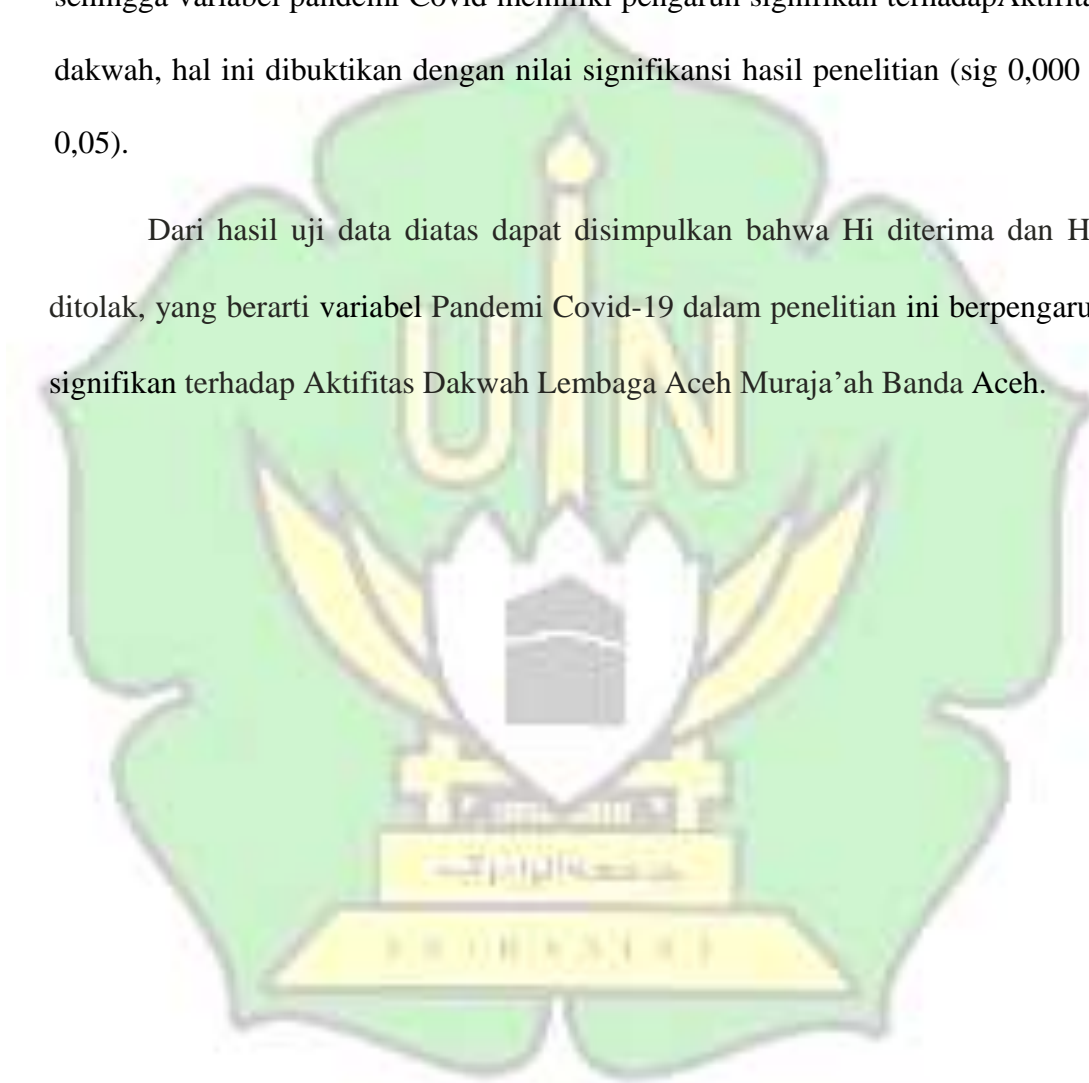 sehingga variabel pandemi Covid memiliki pengaruh signifikan terhadapAktifita
dakwah, hal ini dibuktikan dengan nilai signifikansi hasil penelitian (sig 0,000
0,05).
Dari hasil uji data diatas dapat disimpulkan bahwa Hi diterima dan H
ditolak, yang berarti variabel Pandemi Covid-19 dalam penelitian ini berpengaru
signifikan terhadap Aktifitas Dakwah Lembaga Aceh Muraja’ah Banda Aceh.
UIN